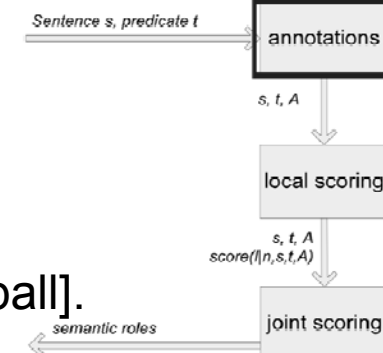 Sentence s, predicate t
annotations
s, t, A
local scoring
s, t, A
score(l|n,s,t,A)
ball].
semantic roles
joint scoring